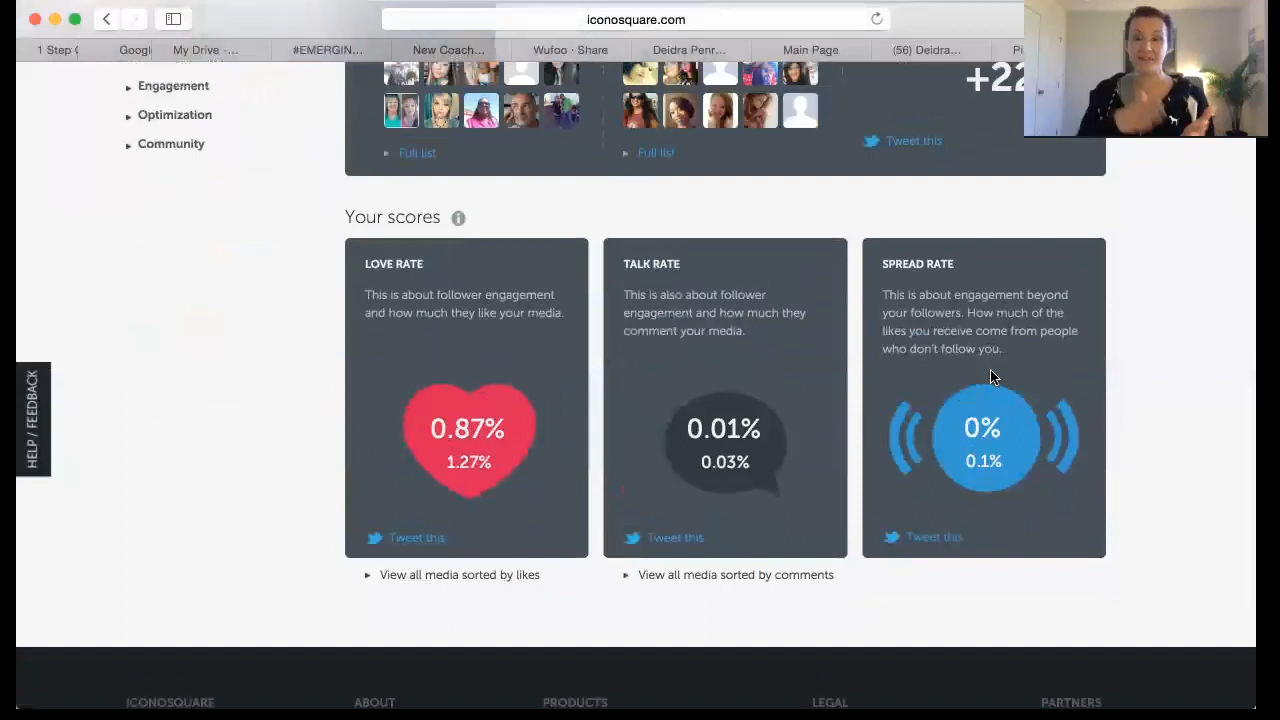 iconosquare.com
My Drive -...
#EMERGIN...
New Coach...
Wufoo · Share
Deidra Penr...
Main Page
(56) Deidra...
Engagement
Optimization
Community
+22
Full list
Full list
Tweet this
Your scores
LOVE RATE
This is about follower engagement
and how much they like your media.
0.87%
1.27%
Tweet this
View all media sorted by likes
TALK RATE
This is also about follower
engagement and how much they
comment your media.
0.01%
0.03%
Tweet this
View all media sorted by comments
SPREAD RATE
This is about engagement beyond
your followers. How much of the
likes you receive come from people
who don't follow you.
0%
0.1%
Tweet this
HELP / FEEDBACK
ICONOSQUARE
ABOUT
PRODUCTS
LEGAL
PARTNERS